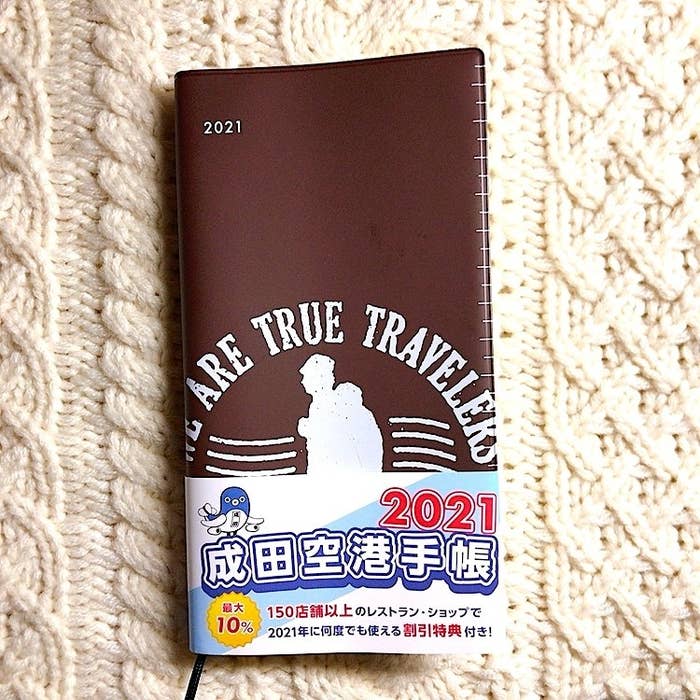 2021
WE ARE TRUE TRAVELERS
2021
成田空港手帳
最大
10%
150店舗以上のレストラン・ショップで
2021年に何度でも使える割引特典付き!